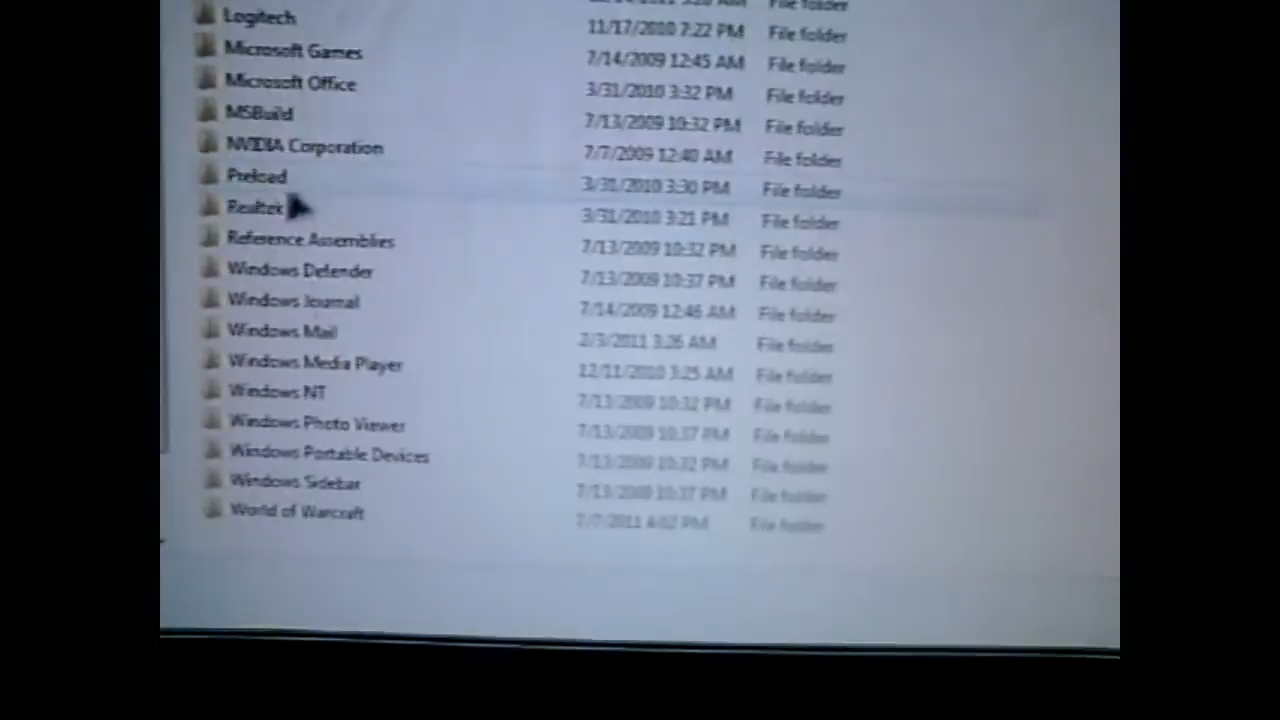 File folder
Logitech 11/17/2010 7:22 PM File folder
Microsoft Games 7/14/2009 12:45 AM File folder
Microsoft Office 3/31/2010 3:32 PM File folder
MSBuild 7/13/2009 10:32 PM File folder
NVIDIA Corporation 7/7/2009 12:40 AM File folder
Preload 3/31/2010 3:30 PM File folder
Realtek 3/31/2010 3:21 PM File folder
Reference Assemblies 7/13/2009 10:32 PM File folder
Windows Defender 7/13/2009 10:37 PM File folder
Windows Journal 7/14/2009 12:46 AM File folder
Windows Mail 2/3/2011 3:26 AM File folder
Windows Media Player 12/11/2010 3:25 AM File folder
Windows NT 7/13/2009 10:32 PM File folder
Windows Photo Viewer 7/13/2009 10:37 PM File folder
Windows Portable Devices 7/13/2009 10:32 PM File folder
Windows Sidebar 7/13/2009 10:37 PM File folder
World of Warcraft 7/7/2011 4:02 PM File folder